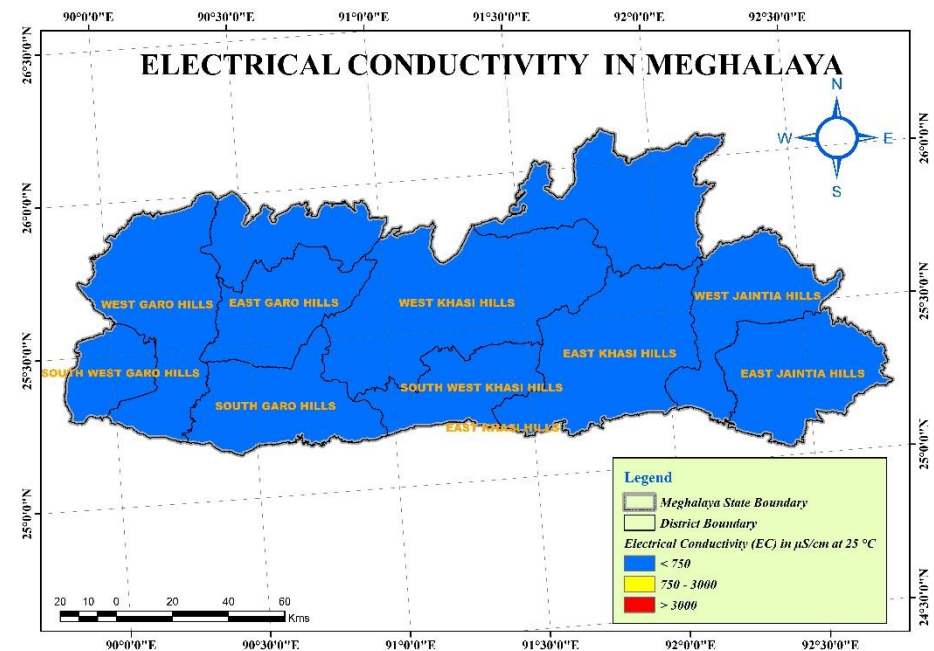 90°0'0"E 90°30'0"E 91°0'0"E 91°30'0"E 92°0'0"E 92°30'0"E
ELECTRICAL CONDUCTIVITY IN MEGHALAYA
N
W E
S
26°30'0"N
26°0'0"N
25°30'0"N
25°0'0"N
26°0'0"N
25°30'0"N
25°0'0"N
24°30'0"N
WEST GARO HILLS
EAST GARO HILLS
WEST KHASI HILLS
WEST JAINTIA HILLS
SOUTH WEST GARO HILLS
EAST KHASI HILLS
EAST JAINTIA HILLS
SOUTH GARO HILLS
SOUTH WEST KHASI HILLS
EAST KHASI HILLS
Legend
Meghalaya State Boundary
District Boundary
Electrical Conductivity (EC) in µS/cm at 25 °C
< 750
750 - 3000
> 3000
20 10 0 20 40 60
Kms
90°0'0"E 90°30'0"E 91°0'0"E 91°30'0"E 92°0'0"E 92°30'0"E